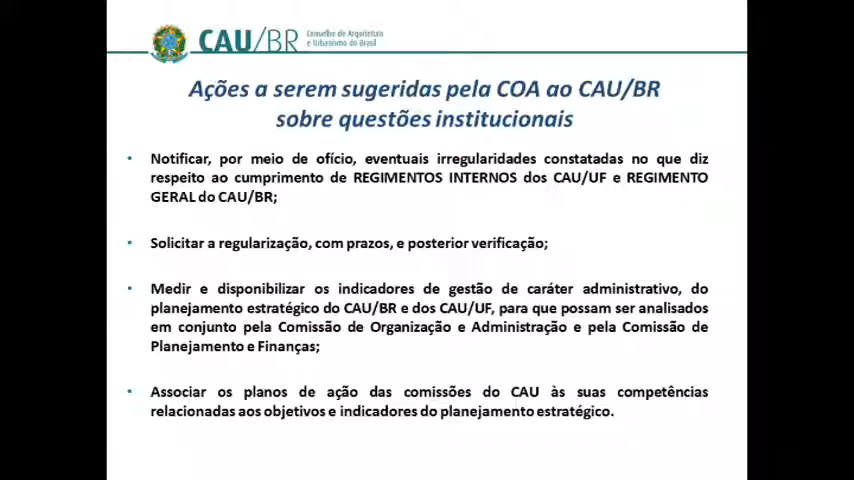 CAU/BR Conselho de Arquitetura
e Urbanismo do Brasil
Ações a serem sugeridas pela COA ao CAU/BR
sobre questões institucionais
• Notificar, por meio de ofício, eventuais irregularidades constatadas no que diz
respeito ao cumprimento de REGIMENTOS INTERNOS dos CAU/UF e REGIMENTO
GERAL do CAU/BR;
• Solicitar a regularização, com prazos, e posterior verificação;
• Medir e disponibilizar os indicadores de gestão de caráter administrativo, do
planejamento estratégico do CAU/BR e dos CAU/UF, para que possam ser analisados
em conjunto pela Comissão de Organização e Administração e pela Comissão de
Planejamento e Finanças;
• Associar os planos de ação das comissões do CAU às suas competências
relacionadas aos objetivos e indicadores do planejamento estratégico.